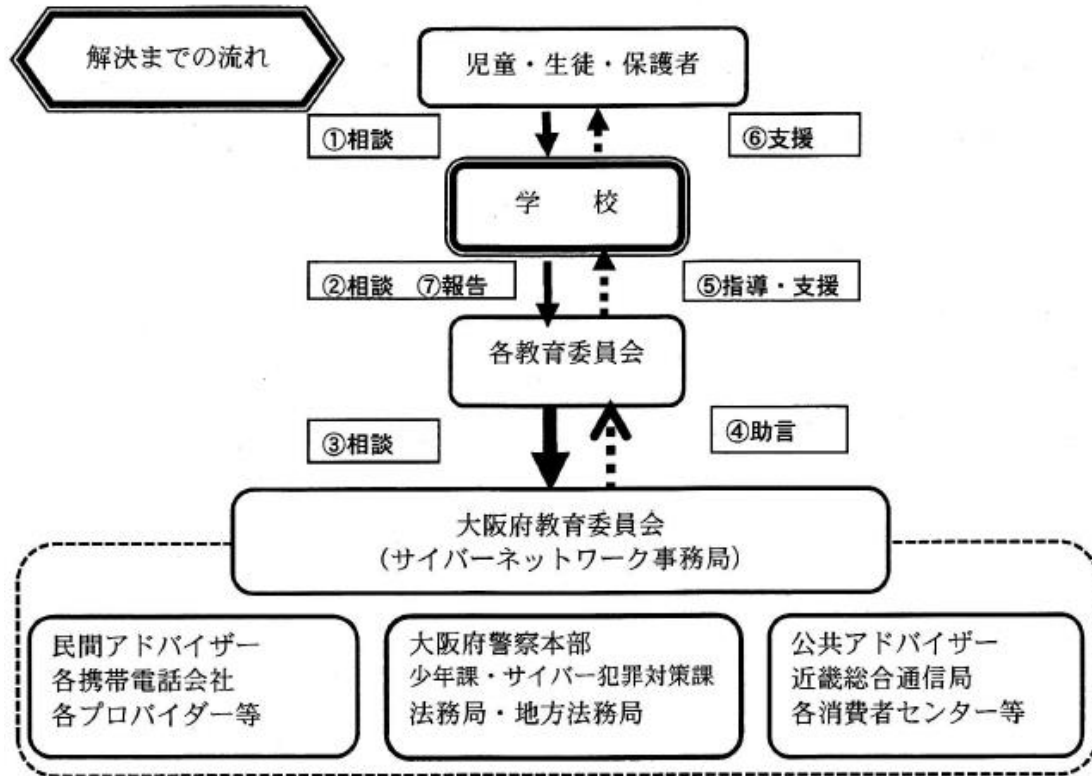 解決までの流れ
児童・生徒・保護者
①相談
⑥支援
学　校
②相談　⑦報告
⑤指導・支援
各教育委員会
③相談
④助言
大阪府教育委員会
（サイバーネットワーク事務局）
民間アドバイザー
各携帯電話会社
各プロバイダー等
大阪府警察本部
少年課・サイバー犯罪対策課
法務局・地方法務局
公共アドバイザー
近畿総合通信局
各消費者センター等